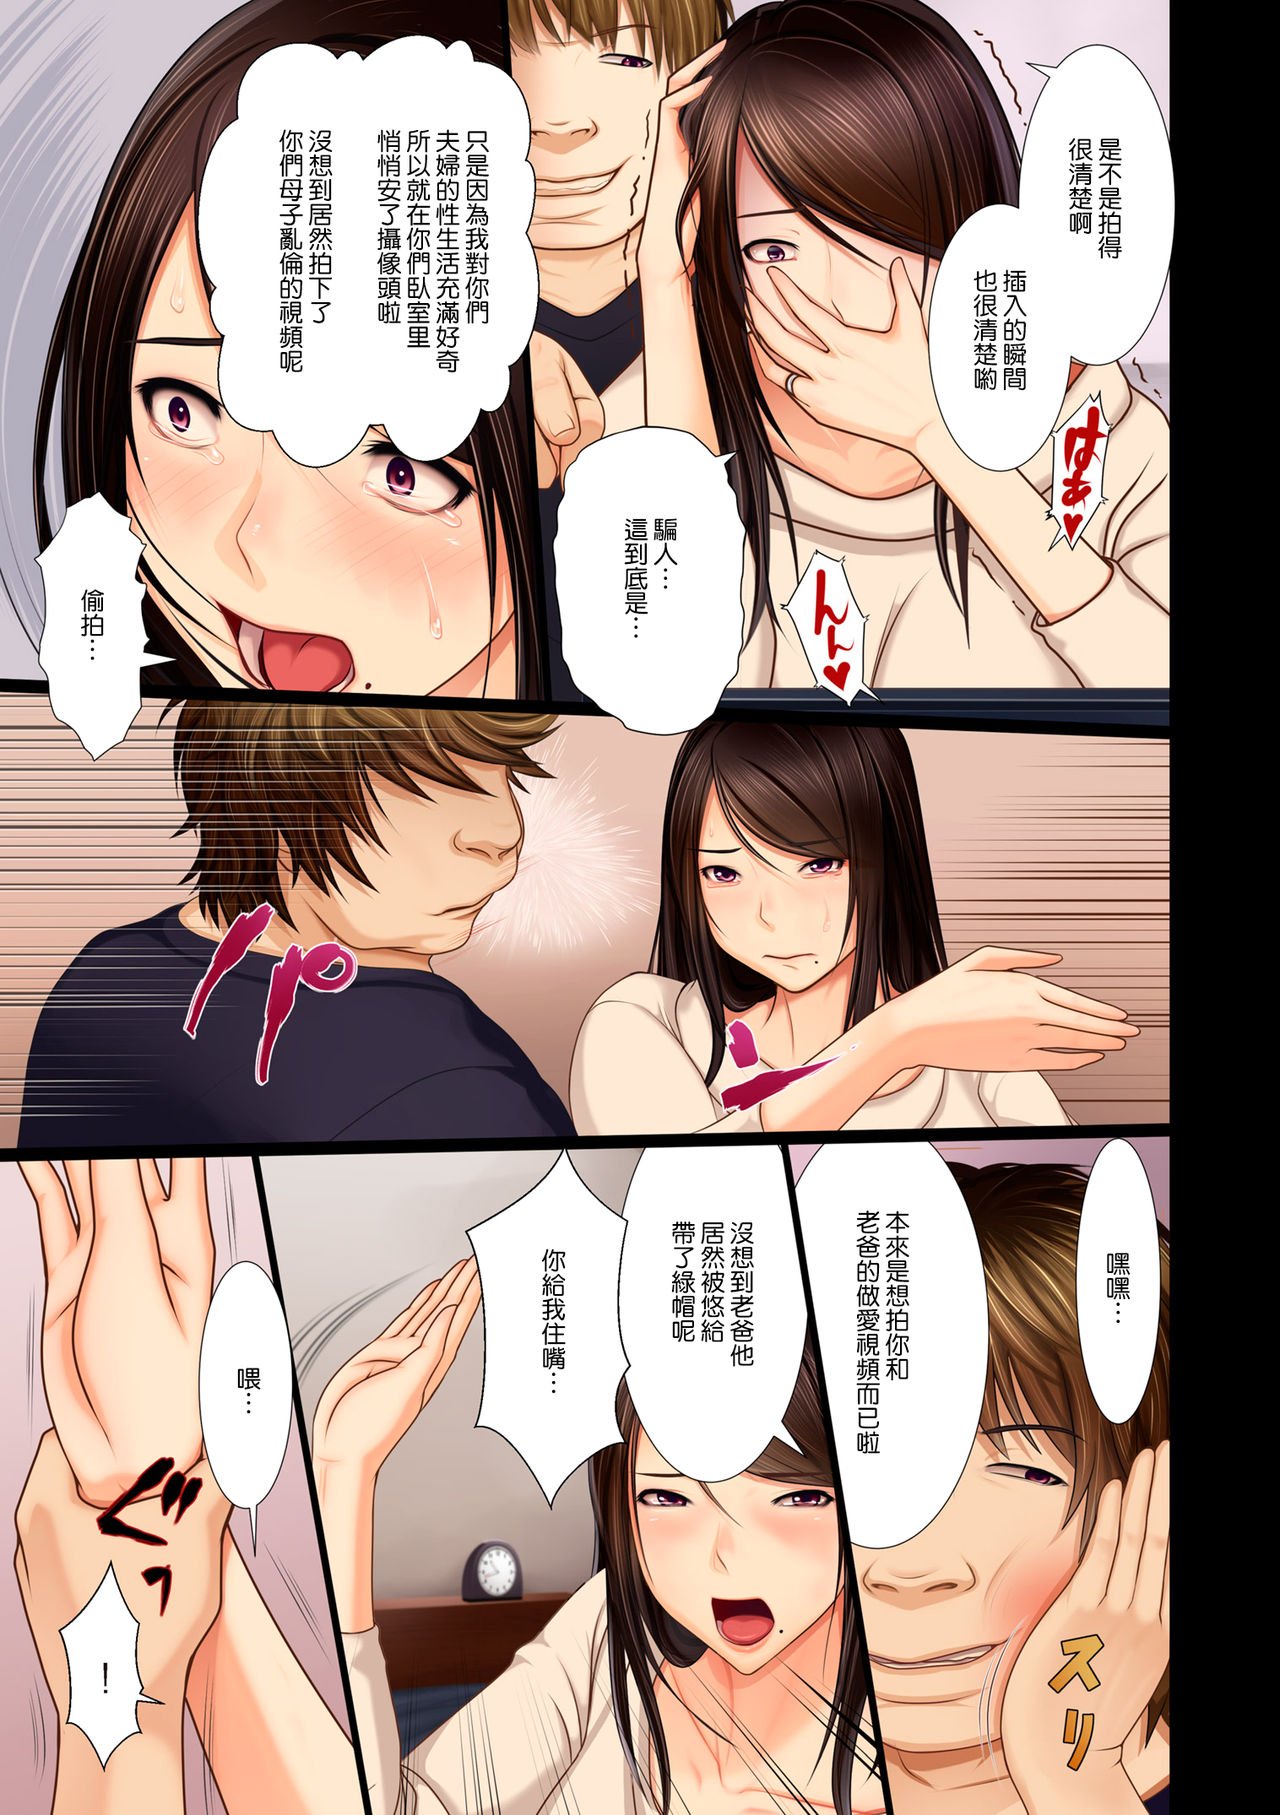 是不是拍得
很清楚啊
插入的瞬間
也很清楚喲
はぁ♥
んん♥
騙人…
這到底是…
只是因為我對你們
夫婦的性生活充滿好奇
所以就在你們臥室里
悄悄安了攝像頭啦
沒想到居然拍下了
你們母子亂倫的視頻呢
偷拍…
パン
嘿嘿…
本來是想拍你和
老爸的做愛視頻而已啦
スリ
沒想到老爸他
居然被悠給
帶了綠帽呢
你給我住嘴…
喂…
ぐっ
！